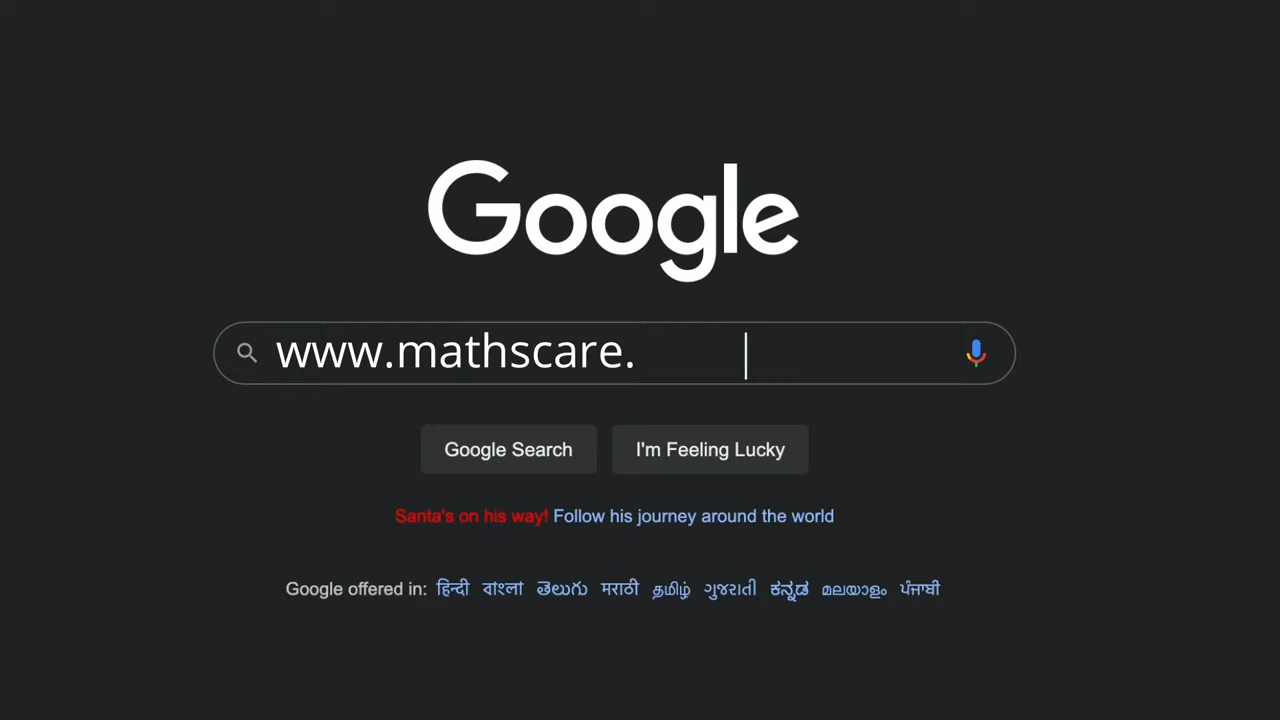 Google
www.mathscare.
Google Search I'm Feeling Lucky
Santa's on his way! Follow his journey around the world
Google offered in: हिन्दी বাংলা తెలుగు मराठी தமிழ் ગુજરાતી ಕನ್ನಡ മലയാളം ਪੰਜਾਬੀ